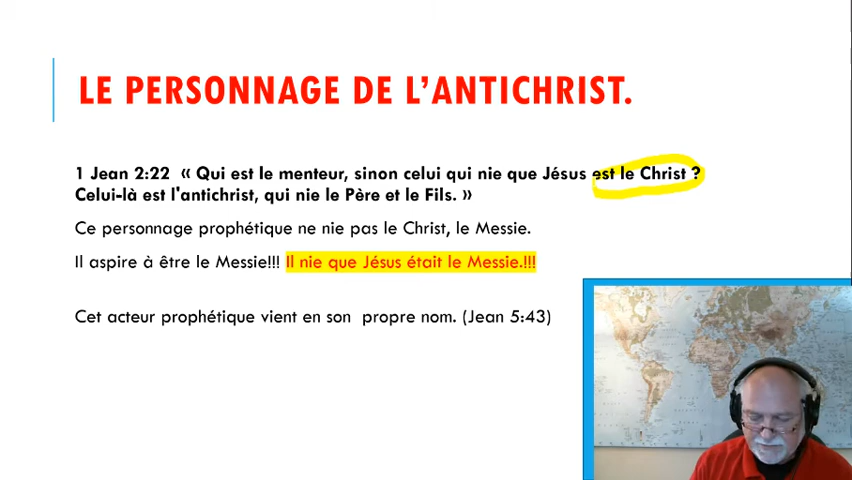 LE PERSONNAGE DE L’ANTICHRIST.
1 Jean 2:22 « Qui est le menteur, sinon celui qui nie que Jésus est le Christ ?
Celui-là est l'antichrist, qui nie le Père et le Fils. »
Ce personnage prophétique ne nie pas le Christ, le Messie.
Il aspire à être le Messie!!! Il nie que Jésus était le Messie.!!!
Cet acteur prophétique vient en son propre nom. (Jean 5:43)